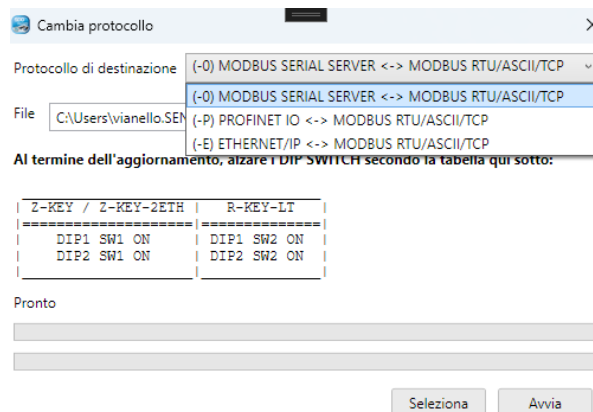 Cambia protocollo
Protocollo di destinazione (-0) MODBUS SERIAL SERVER <-> MODBUS RTU/ASCII/TCP
(-0) MODBUS SERIAL SERVER <-> MODBUS RTU/ASCII/TCP
File C:\Users\vianello.SEN
(-P) PROFINET IO <-> MODBUS RTU/ASCII/TCP
(-E) ETHERNET/IP <-> MODBUS RTU/ASCII/TCP
Al termine dell'aggiornamento, alzare i DIP SWITCH secondo la tabella qui sotto:
| Z-KEY / Z-KEY-2ETH | R-KEY-LT |
|====================|==============|
| DIP1 SW1 ON | DIP1 SW2 ON |
| DIP2 SW1 ON | DIP2 SW2 ON |
Pronto
Seleziona Avvia